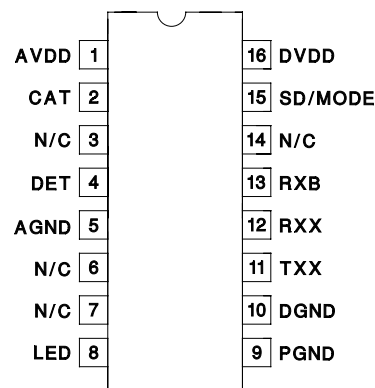 AVDD 1 16 DVDD
CAT 2 15 SD/MODE
N/C 3 14 N/C
DET 4 13 RXB
AGND 5 12 RXX
N/C 6 11 TXX
N/C 7 10 DGND
LED 8 9 PGND